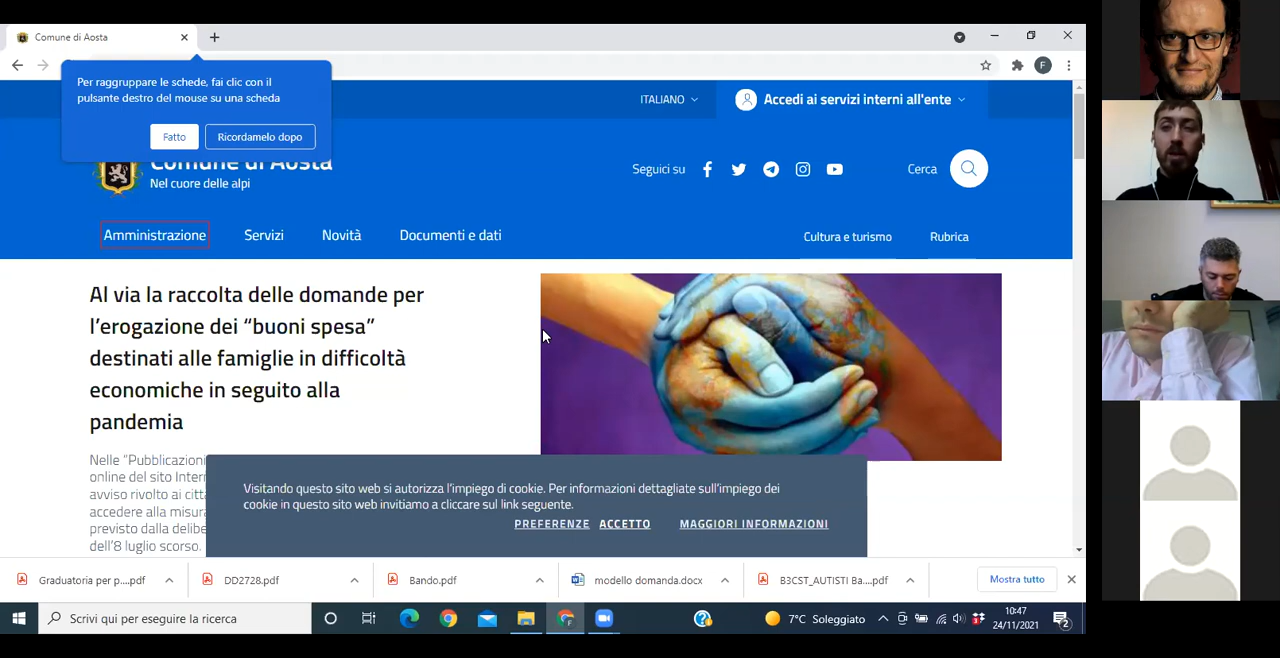 Comune di Aosta
Per raggruppare le schede, fai clic con il
pulsante destro del mouse su una scheda
Fatto
Ricordamelo dopo
F
ITALIANO
Accedi ai servizi interni all'ente
Comune di Aosta
Nel cuore delle alpi
Seguici su
Cerca
Amministrazione
Servizi
Novità
Documenti e dati
Cultura e turismo
Rubrica
Al via la raccolta delle domande per
l’erogazione dei “buoni spesa”
destinati alle famiglie in difficoltà
economiche in seguito alla
pandemia
Nelle “Pubblicazioni
online del sito Inter
avviso rivolto ai citt
accedere alla misura
previsto dalla delibe
dell’8 luglio scorso.
Visitando questo sito web si autorizza l’impiego di cookie. Per informazioni dettagliate sull’impiego dei
cookie in questo sito web invitiamo a cliccare sul link seguente.
PREFERENZE
ACCETTO
MAGGIORI INFORMAZIONI
Graduatoria per p....pdf
DD2728.pdf
Bando.pdf
modello domanda.docx
B3CST_AUTISTI Ba....pdf
Mostra tutto
Scrivi qui per eseguire la ricerca
7°C Soleggiato
10:47
24/11/2021
2